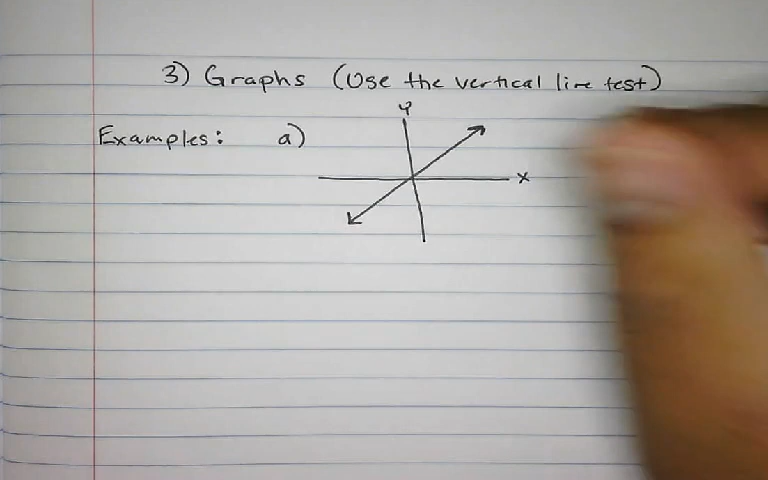 3) Graphs (Use the vertical line test)
Examples: a)
y
x